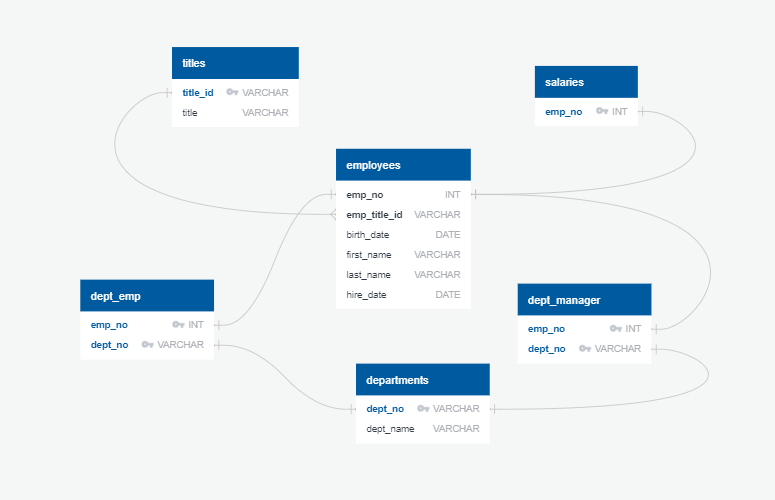 titles
title_id VARCHAR
title VARCHAR
salaries
emp_no INT
employees
emp_no INT
emp_title_id VARCHAR
birth_date DATE
first_name VARCHAR
last_name VARCHAR
hire_date DATE
dept_emp
emp_no INT
dept_no VARCHAR
dept_manager
emp_no INT
dept_no VARCHAR
departments
dept_no VARCHAR
dept_name VARCHAR